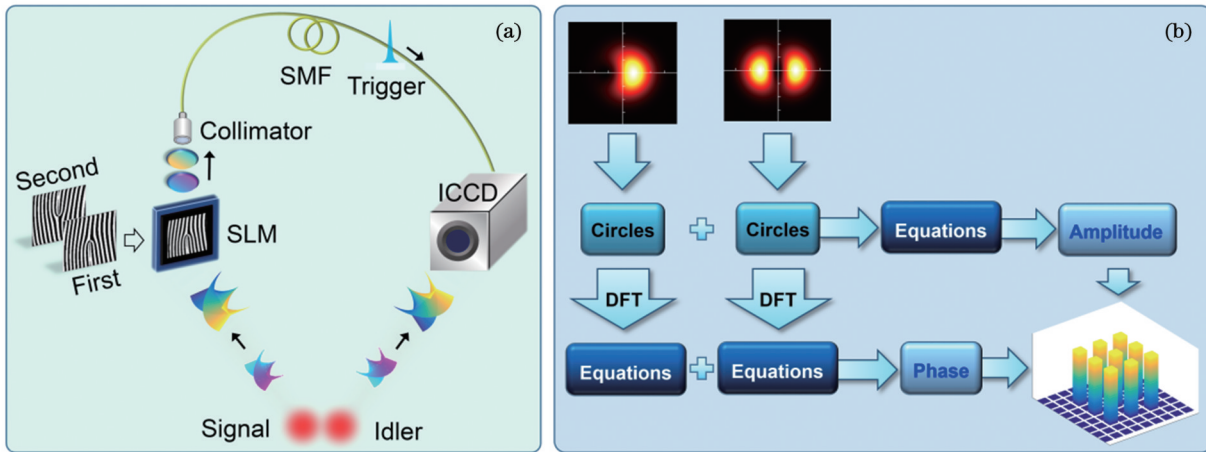 (a)
SMF
Trigger
Collimator
Second
ICCD
SLM
First
Signal
Idler
(b)
Circles
Circles
Equations
Amplitude
DFT
DFT
Equations
Equations
Phase